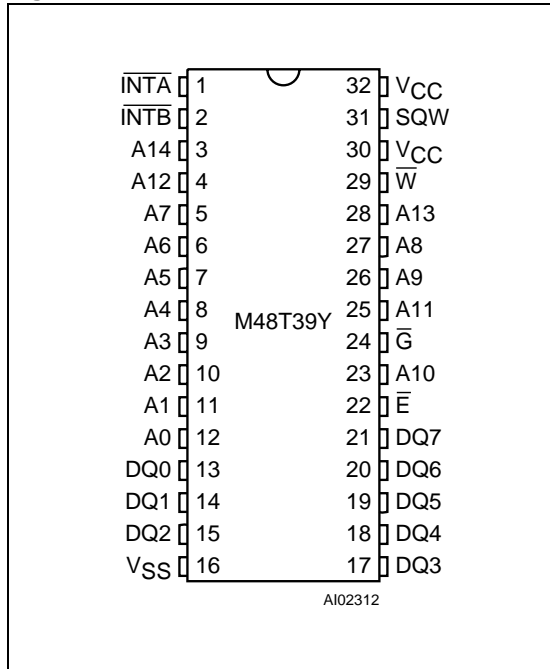 I̅N̅T̅A̅ 1 32 VCC
I̅N̅T̅B̅ 2 31 SQW
A14 3 30 VCC
A12 4 29 W̅
A7 5 28 A13
A6 6 27 A8
A5 7 26 A9
A4 8 25 A11
M48T39Y
A3 9 24 G̅
A2 10 23 A10
A1 11 22 E̅
A0 12 21 DQ7
DQ0 13 20 DQ6
DQ1 14 19 DQ5
DQ2 15 18 DQ4
VSS 16 17 DQ3
AI02312